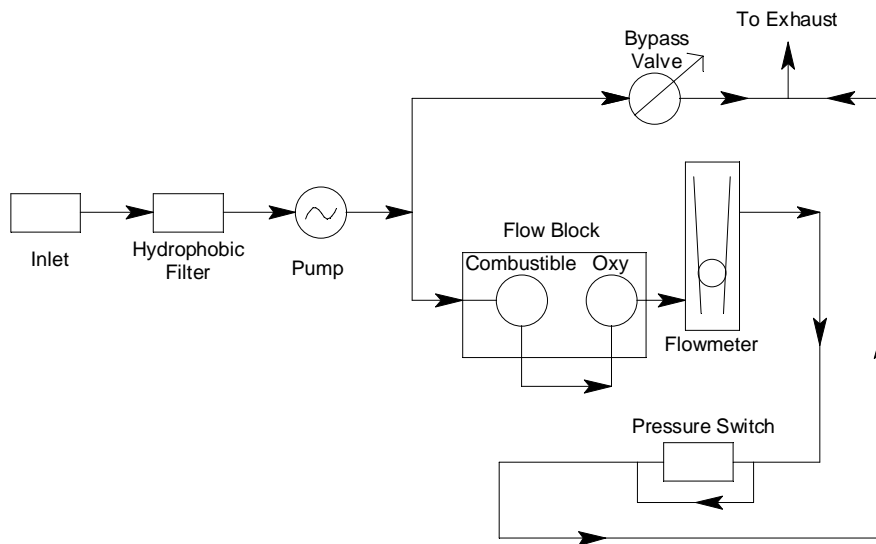 To Exhaust
Bypass
Valve
Inlet
Hydrophobic
Filter
Pump
Flow Block
Combustible
Oxy
Flowmeter
Pressure Switch